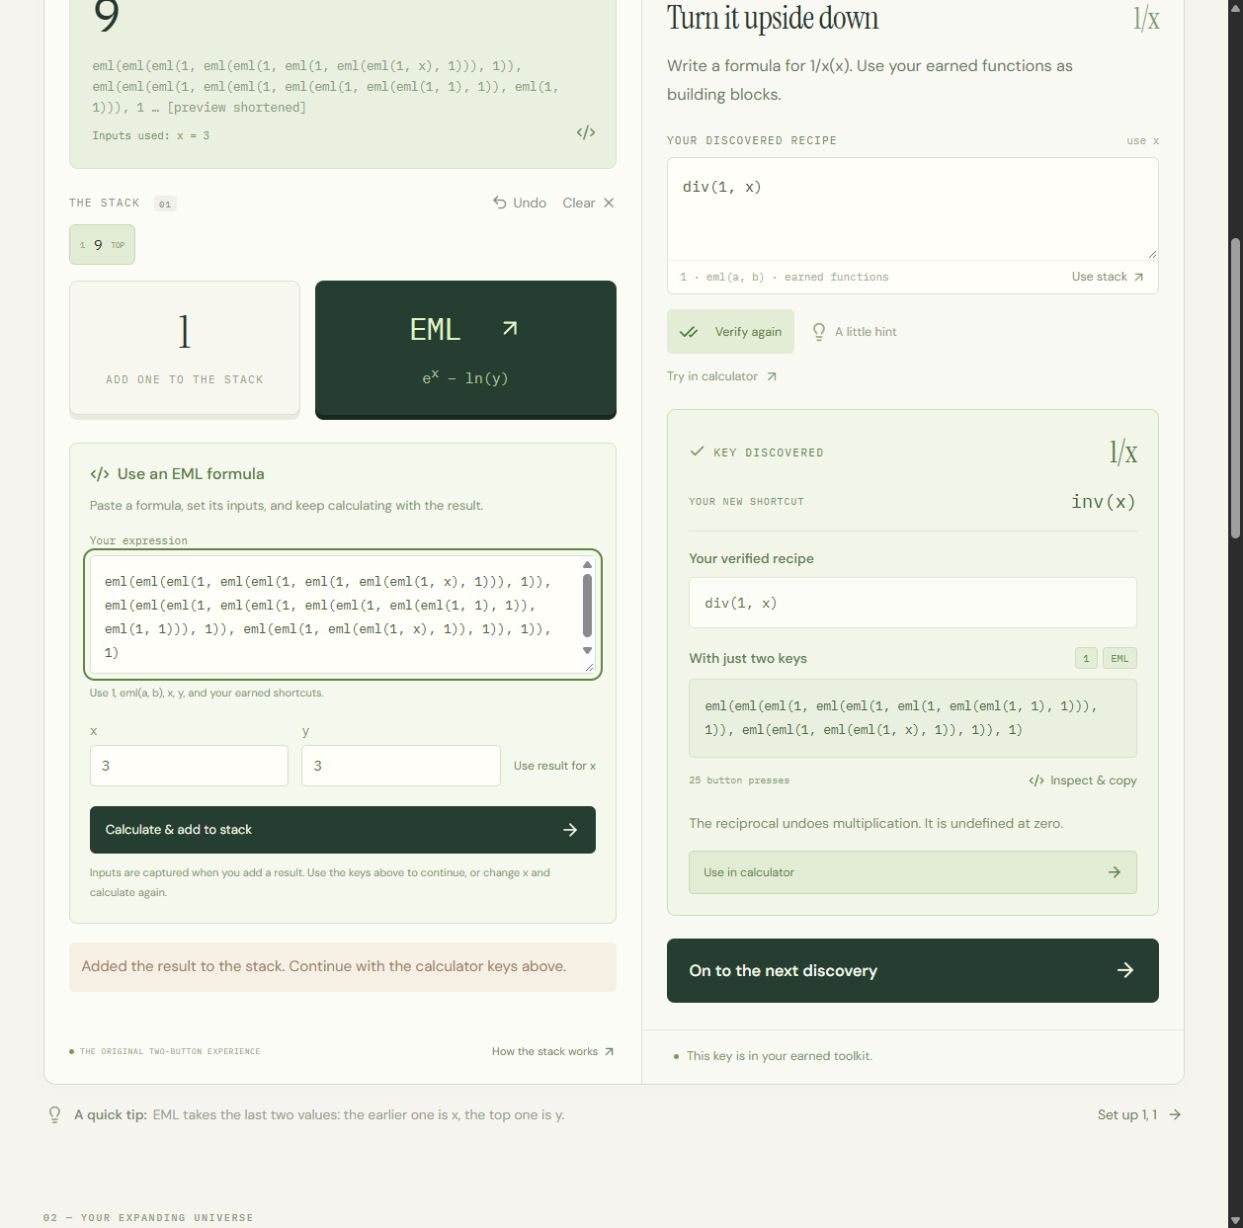 9
eml(eml(eml(1, eml(eml(1, eml(1, eml(eml(1, x), 1))), 1)),
eml(eml(eml(1, eml(eml(1, eml(eml(1, eml(1, 1), 1)), eml(1,
1))), 1 … [preview shortened]
Inputs used: x = 3
THE STACK 01
Undo Clear
1 9 TOP
1
ADD ONE TO THE STACK
EML
eˣ − ln(y)
Use an EML formula
Paste a formula, set its inputs, and keep calculating with the result.
Your expression
eml(eml(eml(1, eml(eml(1, eml(1, eml(eml(1, x), 1))), 1)),
eml(eml(eml(1, eml(eml(1, eml(eml(1, eml(eml(1, 1), 1)),
eml(1, 1))), 1)), eml(eml(1, eml(eml(1, x), 1)), 1)), 1)),
1)
Use 1, eml(a, b), x, y, and your earned shortcuts.
x y
3 3 Use result for x
Calculate & add to stack
Inputs are captured when you add a result. Use the keys above to continue, or change x and
calculate again.
Added the result to the stack. Continue with the calculator keys above.
THE ORIGINAL TWO-BUTTON EXPERIENCE How the stack works
Turn it upside down 1/x
Write a formula for 1/x(x). Use your earned functions as
building blocks.
YOUR DISCOVERED RECIPE use x
div(1, x)
1 · eml(a, b) · earned functions Use stack
Verify again A little hint
Try in calculator
KEY DISCOVERED 1/x
YOUR NEW SHORTCUT inv(x)
Your verified recipe
div(1, x)
With just two keys 1 EML
eml(eml(eml(1, eml(eml(1, eml(1, eml(eml(1, 1), 1))),
1)), eml(eml(1, eml(eml(1, x), 1)), 1)), 1)
25 button presses Inspect & copy
The reciprocal undoes multiplication. It is undefined at zero.
Use in calculator
On to the next discovery
This key is in your earned toolkit.
A quick tip: EML takes the last two values: the earlier one is x, the top one is y. Set up 1, 1
02 — YOUR EXPANDING UNIVERSE